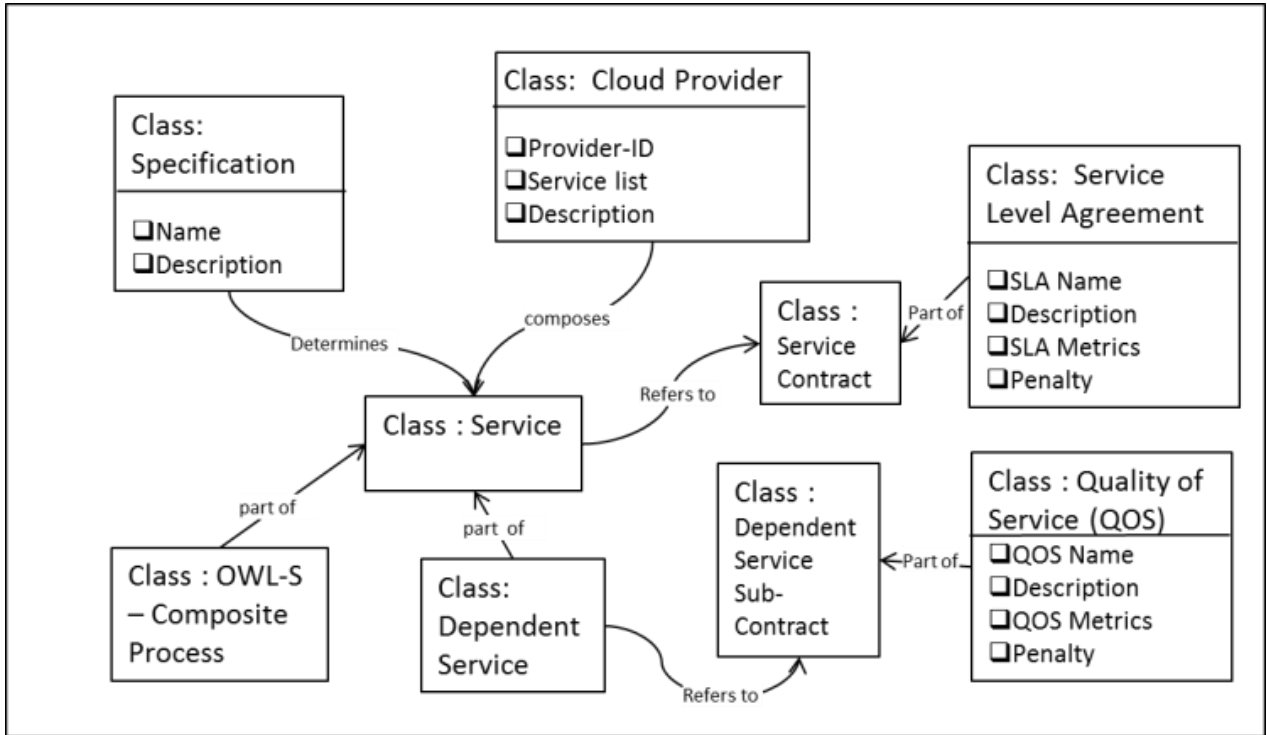 Class: Cloud Provider
❑Provider-ID
❑Service list
❑Description
Class:
Specification
❑Name
❑Description
Class: Service
Level Agreement
❑SLA Name
❑Description
❑SLA Metrics
❑Penalty
Class :
Service
Contract
Part of
Determines
composes
Refers to
Class : Service
part of
part of
Class : OWL-S
– Composite
Process
Class:
Dependent
Service
Class :
Dependent
Service
Sub-
Contract
Part of
Class : Quality of
Service (QOS)
❑QOS Name
❑Description
❑QOS Metrics
❑Penalty
Refers to